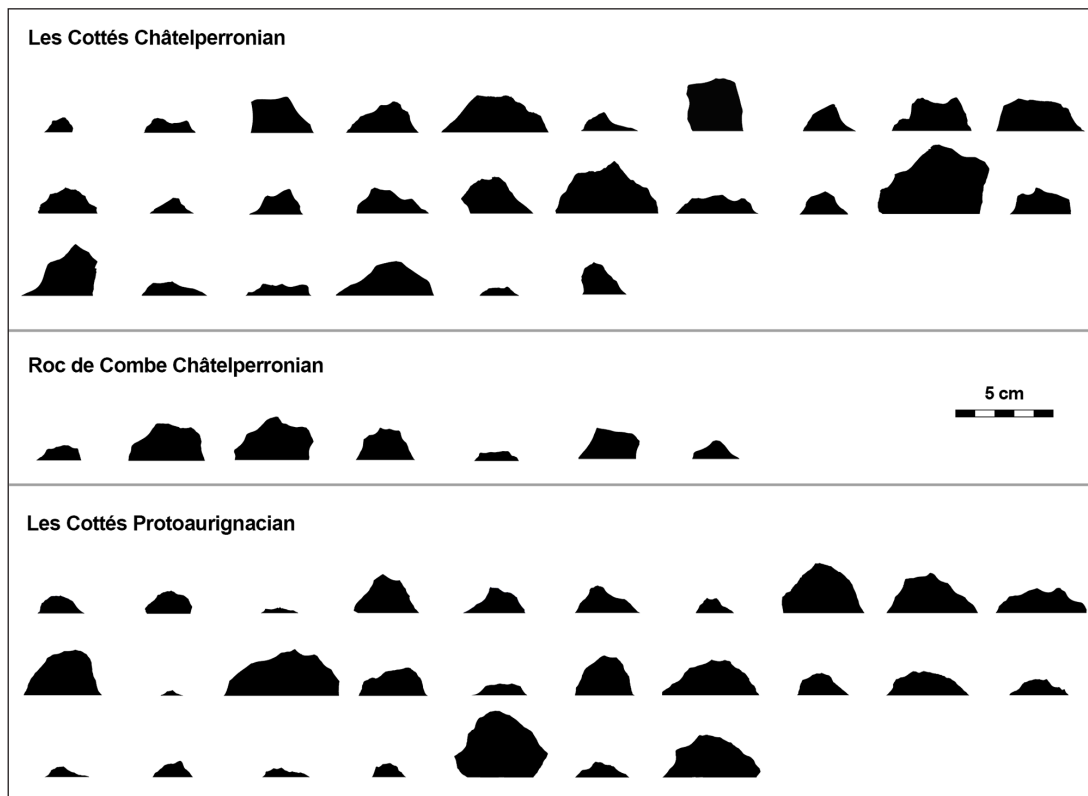 Les Cottés Châtelperronian
Roc de Combe Châtelperronian
5 cm
Les Cottés Protoaurignacian